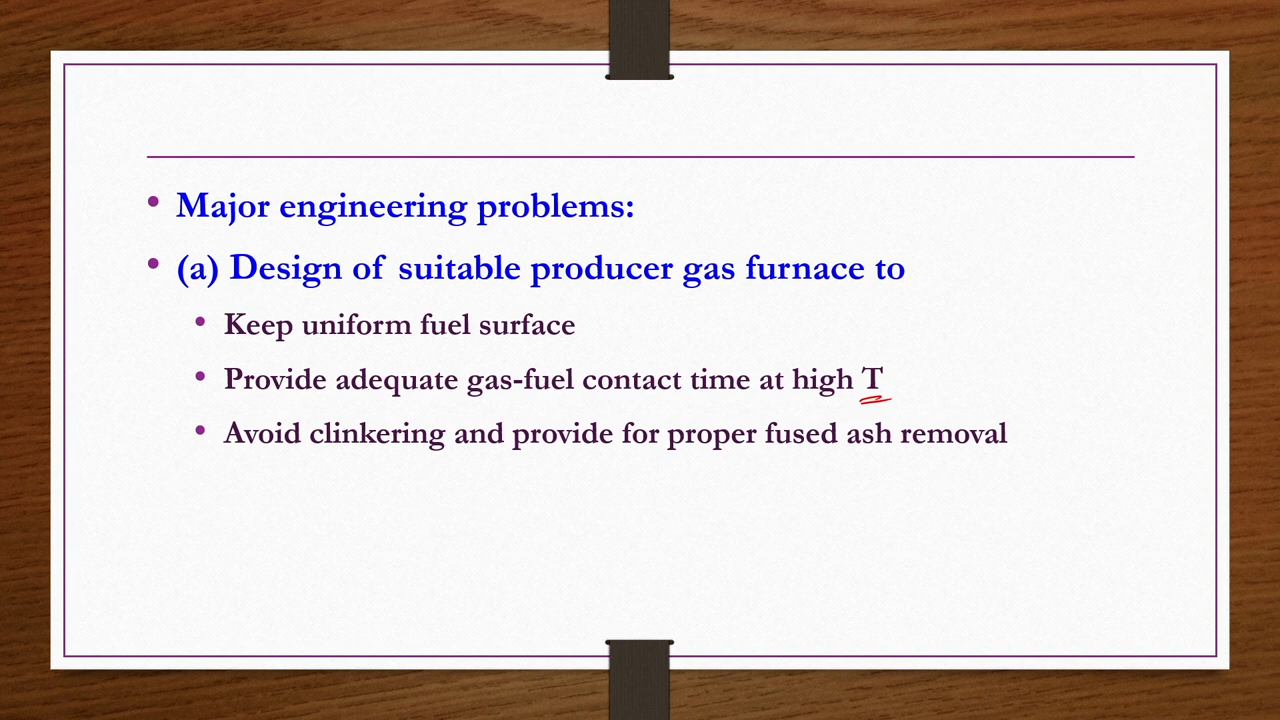 • Major engineering problems:
• (a) Design of suitable producer gas furnace to
• Keep uniform fuel surface
• Provide adequate gas-fuel contact time at high T
• Avoid clinkering and provide for proper fused ash removal